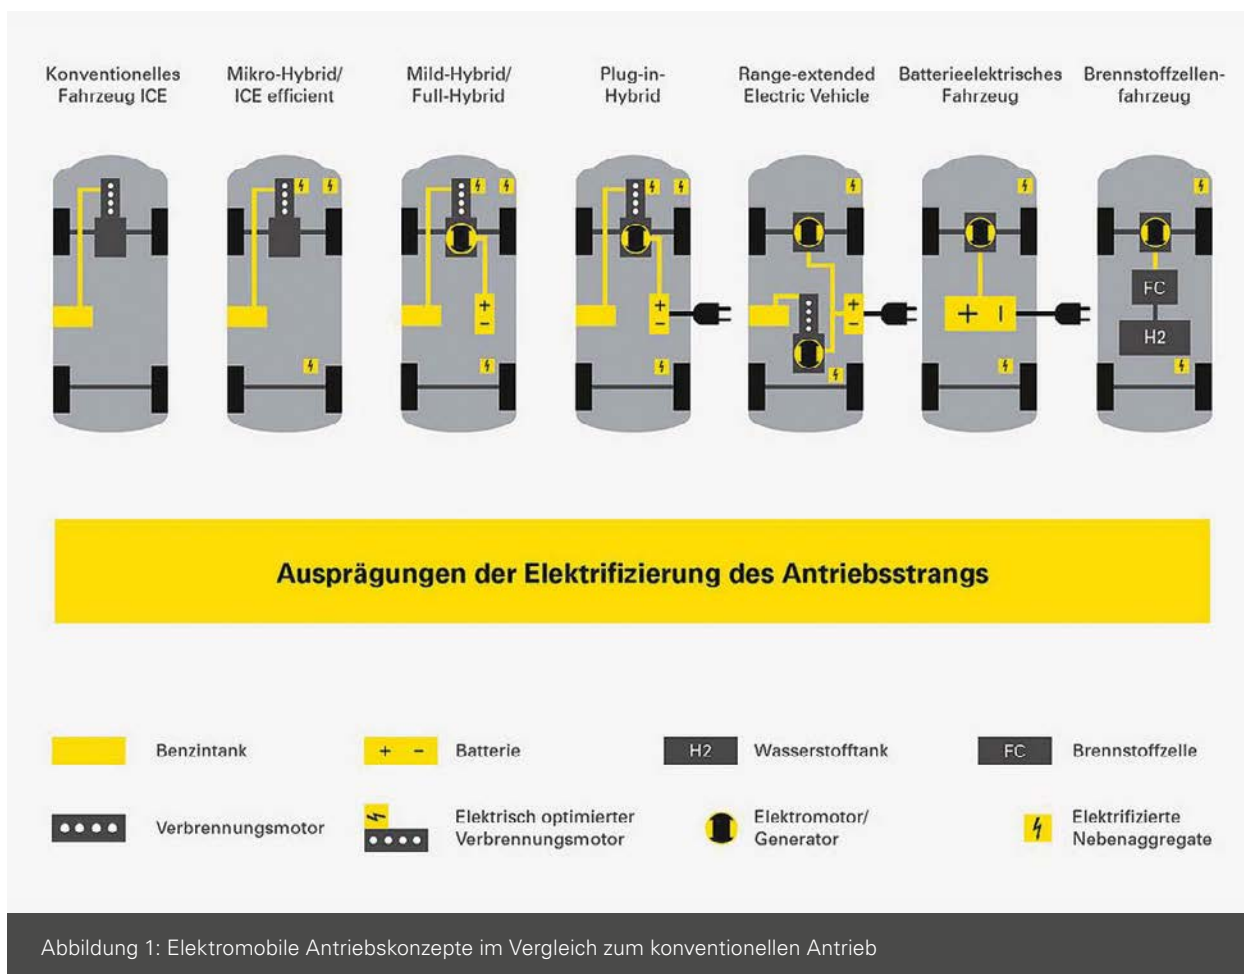 Konventionelles
Fahrzeug ICE
Mikro-Hybrid/
ICE efficient
Mild-Hybrid/
Full-Hybrid
Plug-in-
Hybrid
Range-extended
Electric Vehicle
Batterieelektrisches
Fahrzeug
Brennstoffzellen-
fahrzeug
+
-
+
-
+
-
+ -
FC
H2
Ausprägungen der Elektrifizierung des Antriebsstrangs
Benzintank
+ - Batterie
H2 Wasserstofftank
FC Brennstoffzelle
Verbrennungsmotor
Elektrisch optimierter
Verbrennungsmotor
Elektromotor/
Generator
Elektrifizierte
Nebenaggregate
Abbildung 1: Elektromobile Antriebskonzepte im Vergleich zum konventionellen Antrieb